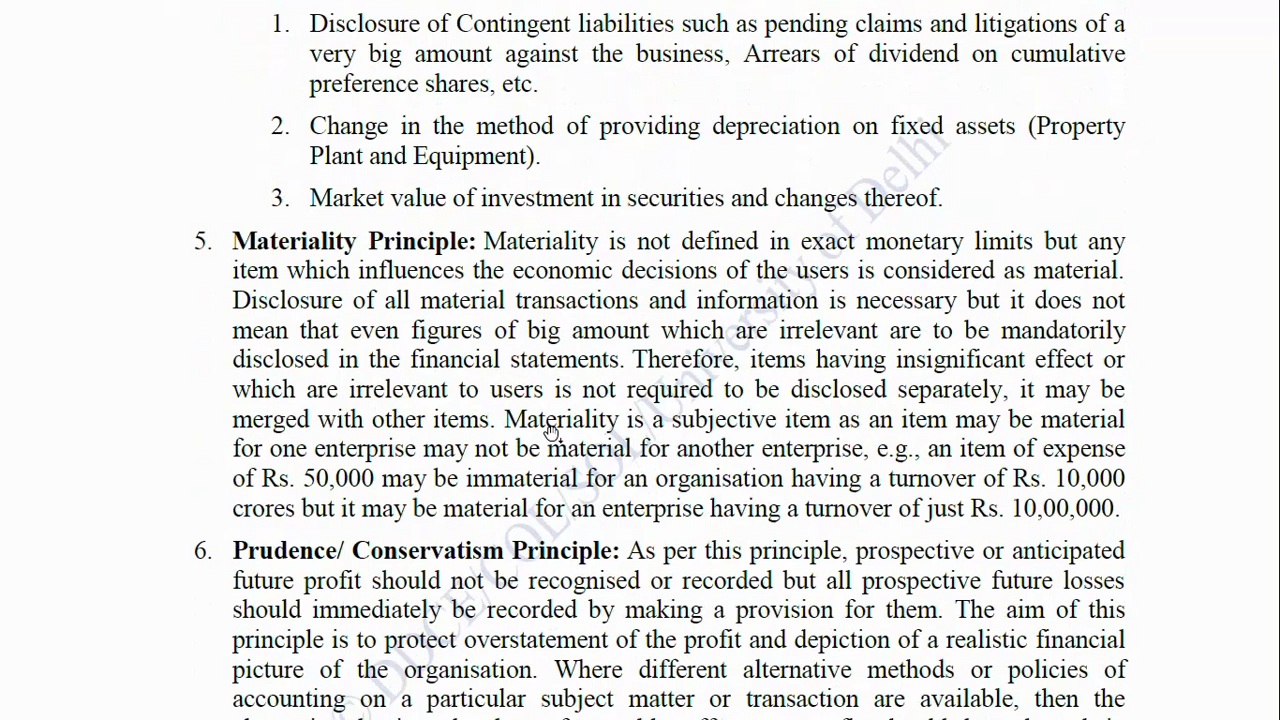 1. Disclosure of Contingent liabilities such as pending claims and litigations of a
very big amount against the business, Arrears of dividend on cumulative
preference shares, etc.
2. Change in the method of providing depreciation on fixed assets (Property
Plant and Equipment).
3. Market value of investment in securities and changes thereof.
5. Materiality Principle: Materiality is not defined in exact monetary limits but any
item which influences the economic decisions of the users is considered as material.
Disclosure of all material transactions and information is necessary but it does not
mean that even figures of big amount which are irrelevant are to be mandatorily
disclosed in the financial statements. Therefore, items having insignificant effect or
which are irrelevant to users is not required to be disclosed separately, it may be
merged with other items. Materiality is a subjective item as an item may be material
for one enterprise may not be material for another enterprise, e.g., an item of expense
of Rs. 50,000 may be immaterial for an organisation having a turnover of Rs. 10,000
crores but it may be material for an enterprise having a turnover of just Rs. 10,00,000.
6. Prudence/ Conservatism Principle: As per this principle, prospective or anticipated
future profit should not be recognised or recorded but all prospective future losses
should immediately be recorded by making a provision for them. The aim of this
principle is to protect overstatement of the profit and depiction of a realistic financial
picture of the organisation. Where different alternative methods or policies of
accounting on a particular subject matter or transaction are available, then the
© DDCE/COL/SOL/University of Delhi